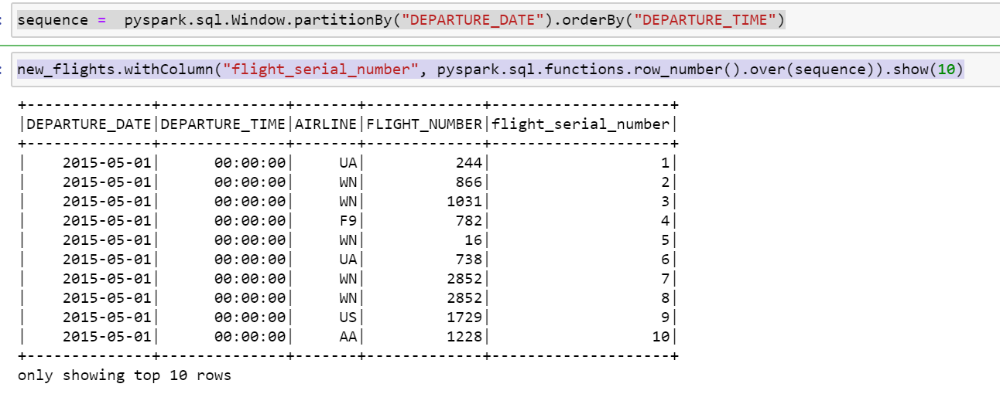 sequence =  pyspark.sql.Window.partitionBy("DEPARTURE_DATE").orderBy("DEPARTURE_TIME")
new_flights.withColumn("flight_serial_number", pyspark.sql.functions.row_number().over(sequence)).show(10)
+--------------+--------------+-------+-------------+--------------------+
|DEPARTURE_DATE|DEPARTURE_TIME|AIRLINE|FLIGHT_NUMBER|flight_serial_number|
+--------------+--------------+-------+-------------+--------------------+
|    2015-05-01|      00:00:00|     UA|          244|                   1|
|    2015-05-01|      00:00:00|     WN|          866|                   2|
|    2015-05-01|      00:00:00|     WN|         1031|                   3|
|    2015-05-01|      00:00:00|     F9|          782|                   4|
|    2015-05-01|      00:00:00|     WN|           16|                   5|
|    2015-05-01|      00:00:00|     UA|          738|                   6|
|    2015-05-01|      00:00:00|     WN|         2852|                   7|
|    2015-05-01|      00:00:00|     WN|         2852|                   8|
|    2015-05-01|      00:00:00|     US|         1729|                   9|
|    2015-05-01|      00:00:00|     AA|         1228|                  10|
+--------------+--------------+-------+-------------+--------------------+
only showing top 10 rows